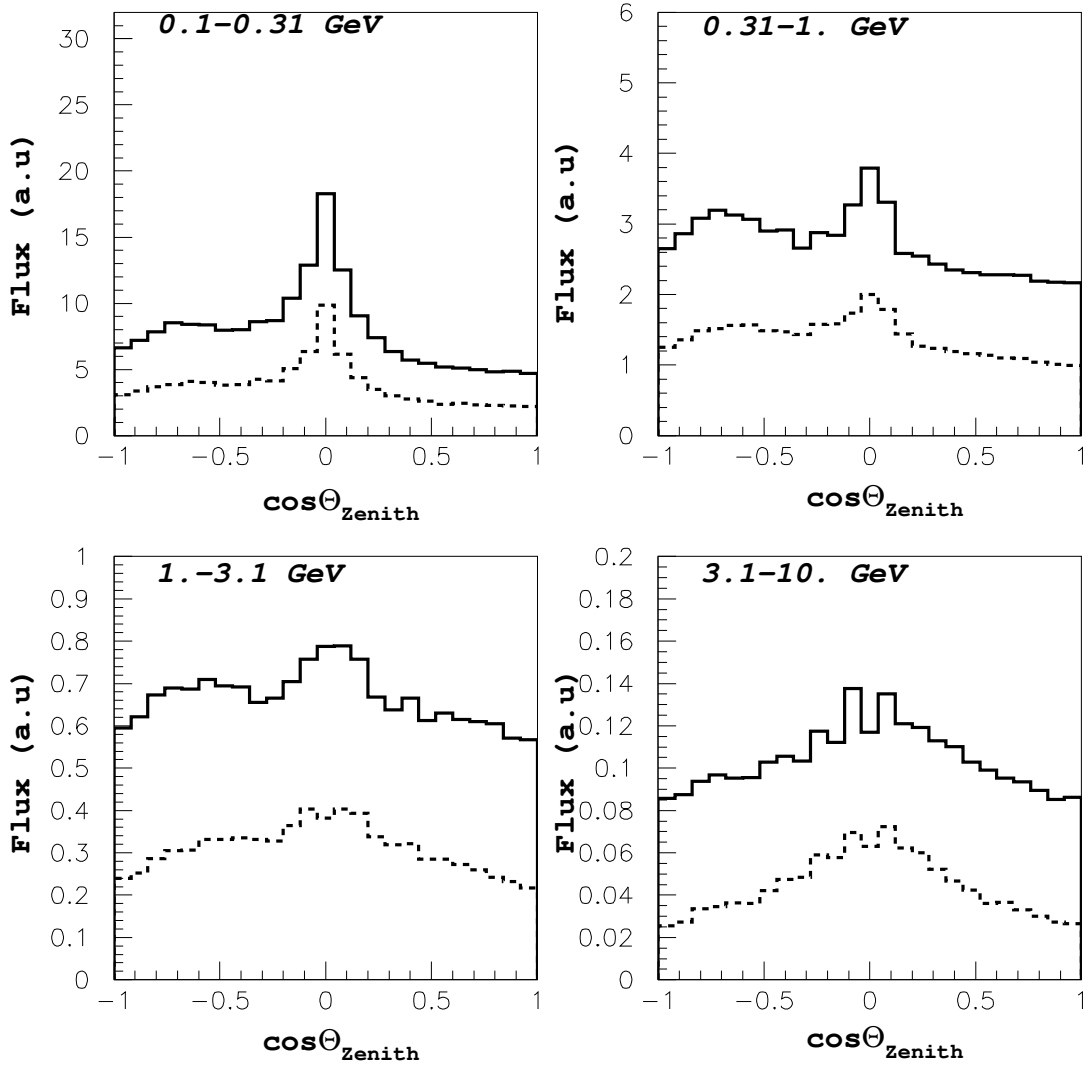 0.1-0.31 GeV
30
25
20
15
10
5
0
Flux (a.u)
-1 -0.5 0 0.5 1
cosΘZenith
0.31-1. GeV
6
5
4
3
2
1
0
Flux (a.u)
-1 -0.5 0 0.5 1
cosΘZenith
1.-3.1 GeV
1
0.9
0.8
0.7
0.6
0.5
0.4
0.3
0.2
0.1
0
Flux (a.u)
-1 -0.5 0 0.5 1
cosΘZenith
3.1-10. GeV
0.2
0.18
0.16
0.14
0.12
0.1
0.08
0.06
0.04
0.02
0
Flux (a.u)
-1 -0.5 0 0.5 1
cosΘZenith